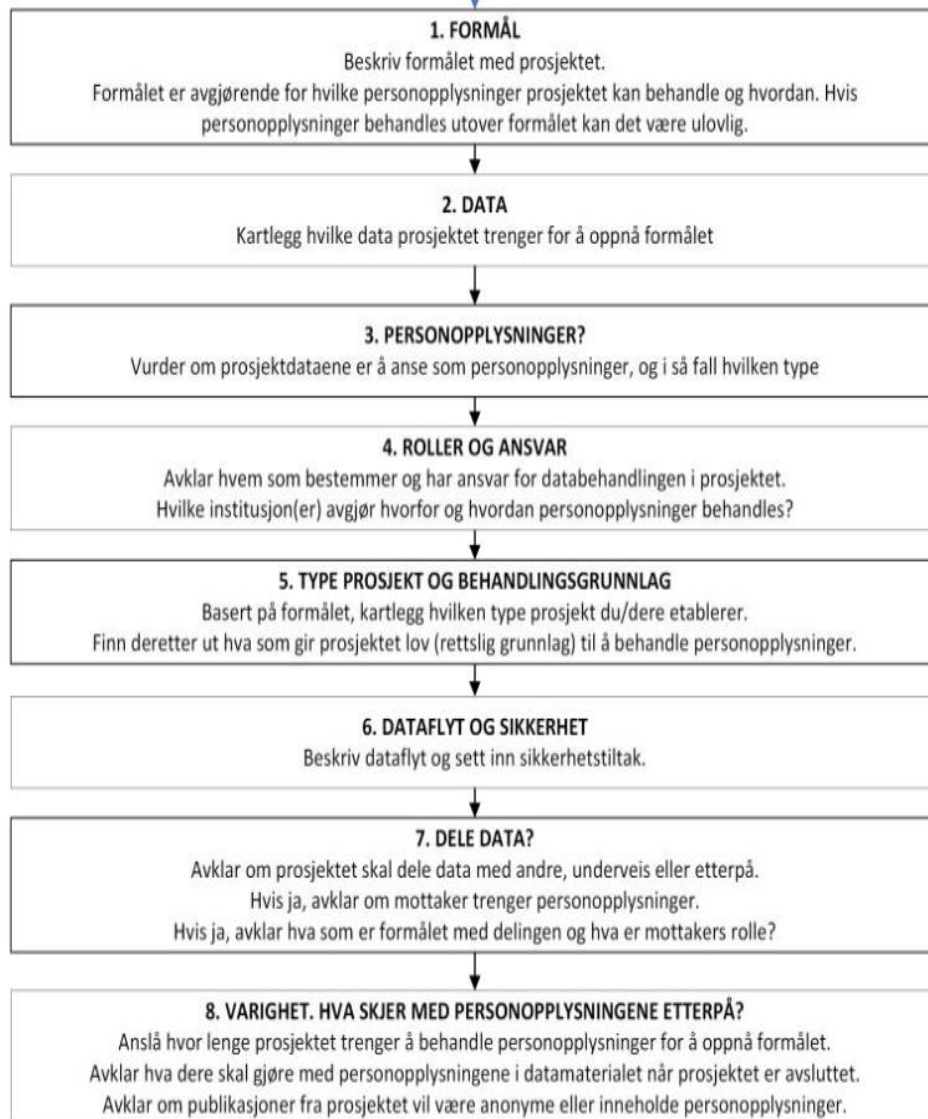 1. FORMÅL
Beskriv formålet med prosjektet.
Formålet er avgjørende for hvilke personopplysninger prosjektet kan behandle og hvordan. Hvis
personopplysninger behandles utover formålet kan det være ulovlig.
2. DATA
Kartlegg hvilke data prosjektet trenger for å oppnå formålet
3. PERSONOPPLYSNINGER?
Vurder om prosjektdataene er å anse som personopplysninger, og i så fall hvilken type
4. ROLLER OG ANSVAR
Avklar hvem som bestemmer og har ansvar for databehandlingen i prosjektet.
Hvilke institusjon(er) avgjør hvorfor og hvordan personopplysninger behandles?
5. TYPE PROSJEKT OG BEHANDLINGSGRUNNLAG
Basert på formålet, kartlegg hvilken type prosjekt du/dere etablerer.
Finn deretter ut hva som gir prosjektet lov (rettslig grunnlag) til å behandle personopplysninger.
6. DATAFLYT OG SIKKERHET
Beskriv dataflyt og sett inn sikkerhetstiltak.
7. DELE DATA?
Avklar om prosjektet skal dele data med andre, underveis eller etterpå.
Hvis ja, avklar om mottaker trenger personopplysninger.
Hvis ja, avklar hva som er formålet med delingen og hva er mottakers rolle?
8. VARIGHET. HVA SKJER MED PERSONOPPLYSNINGENE ETTERPÅ?
Anslå hvor lenge prosjektet trenger å behandle personopplysninger for å oppnå formålet.
Avklar hva dere skal gjøre med personopplysningene i datamaterialet når prosjektet er avsluttet.
Avklar om publikasjoner fra prosjektet vil være anonyme eller inneholde personopplysninger.